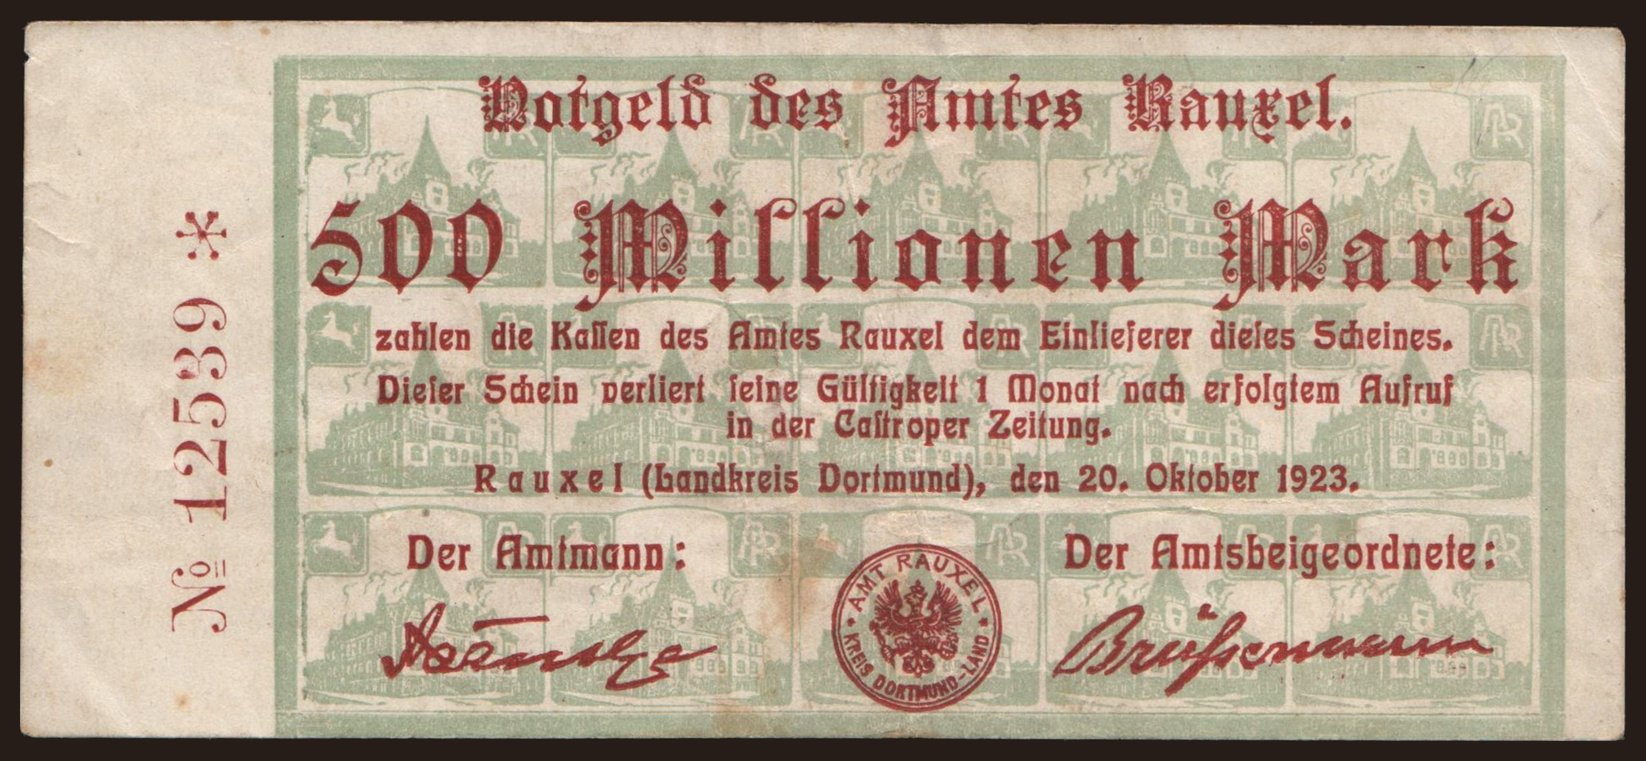 Notgeld des Amtes Rauxel.
500 Millionen Mark
zahlen die Kaſſen des Amtes Rauxel dem Einlieferer dieſes Scheines.
Dieſer Schein verliert ſeine Gültigkeit 1 Monat nach erfolgtem Aufruf
in der Caſtroper Zeitung.
Rauxel (Landkreis Dortmund), den 20. Oktober 1923.
Der Amtmann:
Der Amtsbeigeordnete:
AMT RAUXEL
KREIS DORTMUND-LAND
Brüſſermann
№ 12539 *
AR